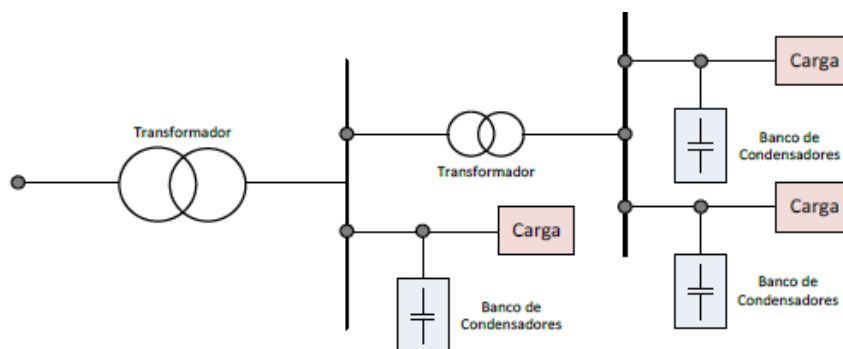 Transformador
Transformador
Carga
Banco de
Condensadores
Carga
Banco de
Condensadores
Carga
Banco de
Condensadores